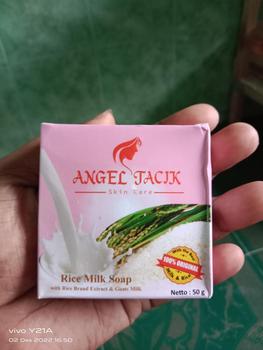 ANGEL JACIK
Skin Care
100% ORIGINAL
Rice Milk Soap
with Rice Brand Extract & Goats Milk
Netto : 50 g
vivo Y21A
02 Des 2022 16.50